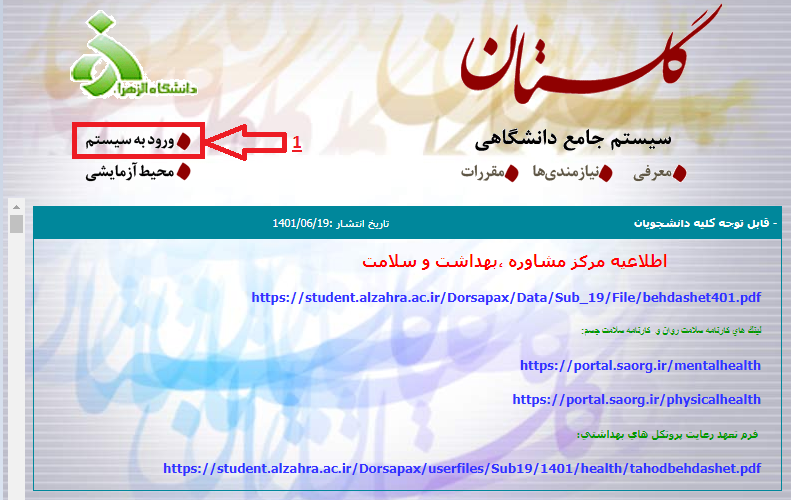 گلستان
دانشگاه الزهرا
سیستم جامع دانشگاهی
ورود به سیستم
1
معرفی نیازمندی‌ها مقررات
محیط آزمایشی
- قابل توجه کلیه دانشجویان
تاریخ انتشار :1401/06/19
اطلاعیه مرکز مشاوره ،بهداشت و سلامت
https://student.alzahra.ac.ir/Dorsapax/Data/Sub_19/File/behdashet401.pdf
لینک هاي کارنامه سلامت روان و کارنامه سلامت جسم:
https://portal.saorg.ir/mentalhealth
https://portal.saorg.ir/physicalhealth
فرم تعهد رعایت پروتکل هاي بهداشتي:
https://student.alzahra.ac.ir/Dorsapax/userfiles/Sub19/1401/health/tahodbehdashet.pdf